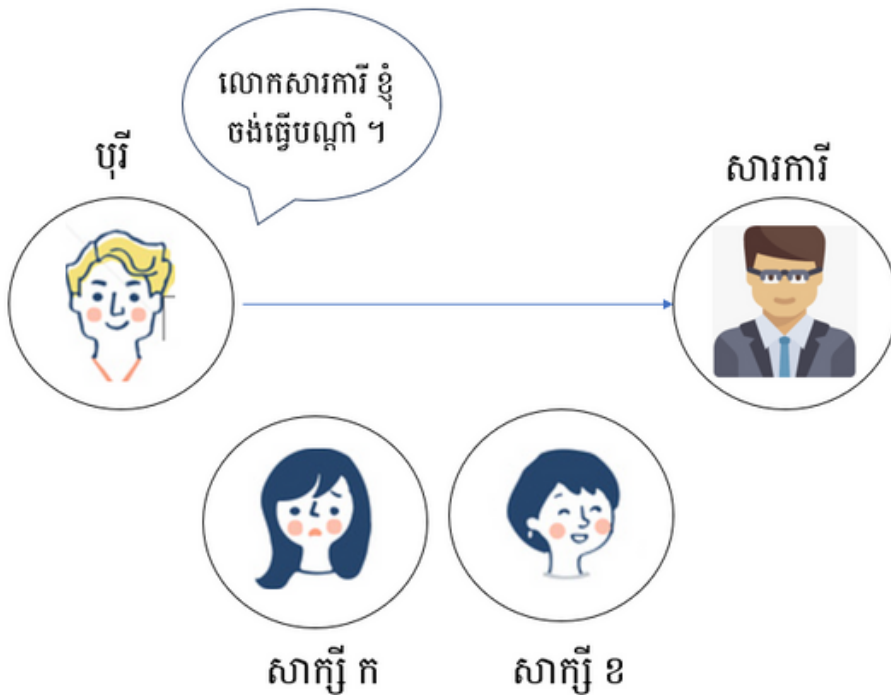 លោកសារការី ខ្ញុំ
ចង់ធ្វើបណ្តាំ ។
បុរី
សារការី
សាក្សី ក
សាក្សី ខ